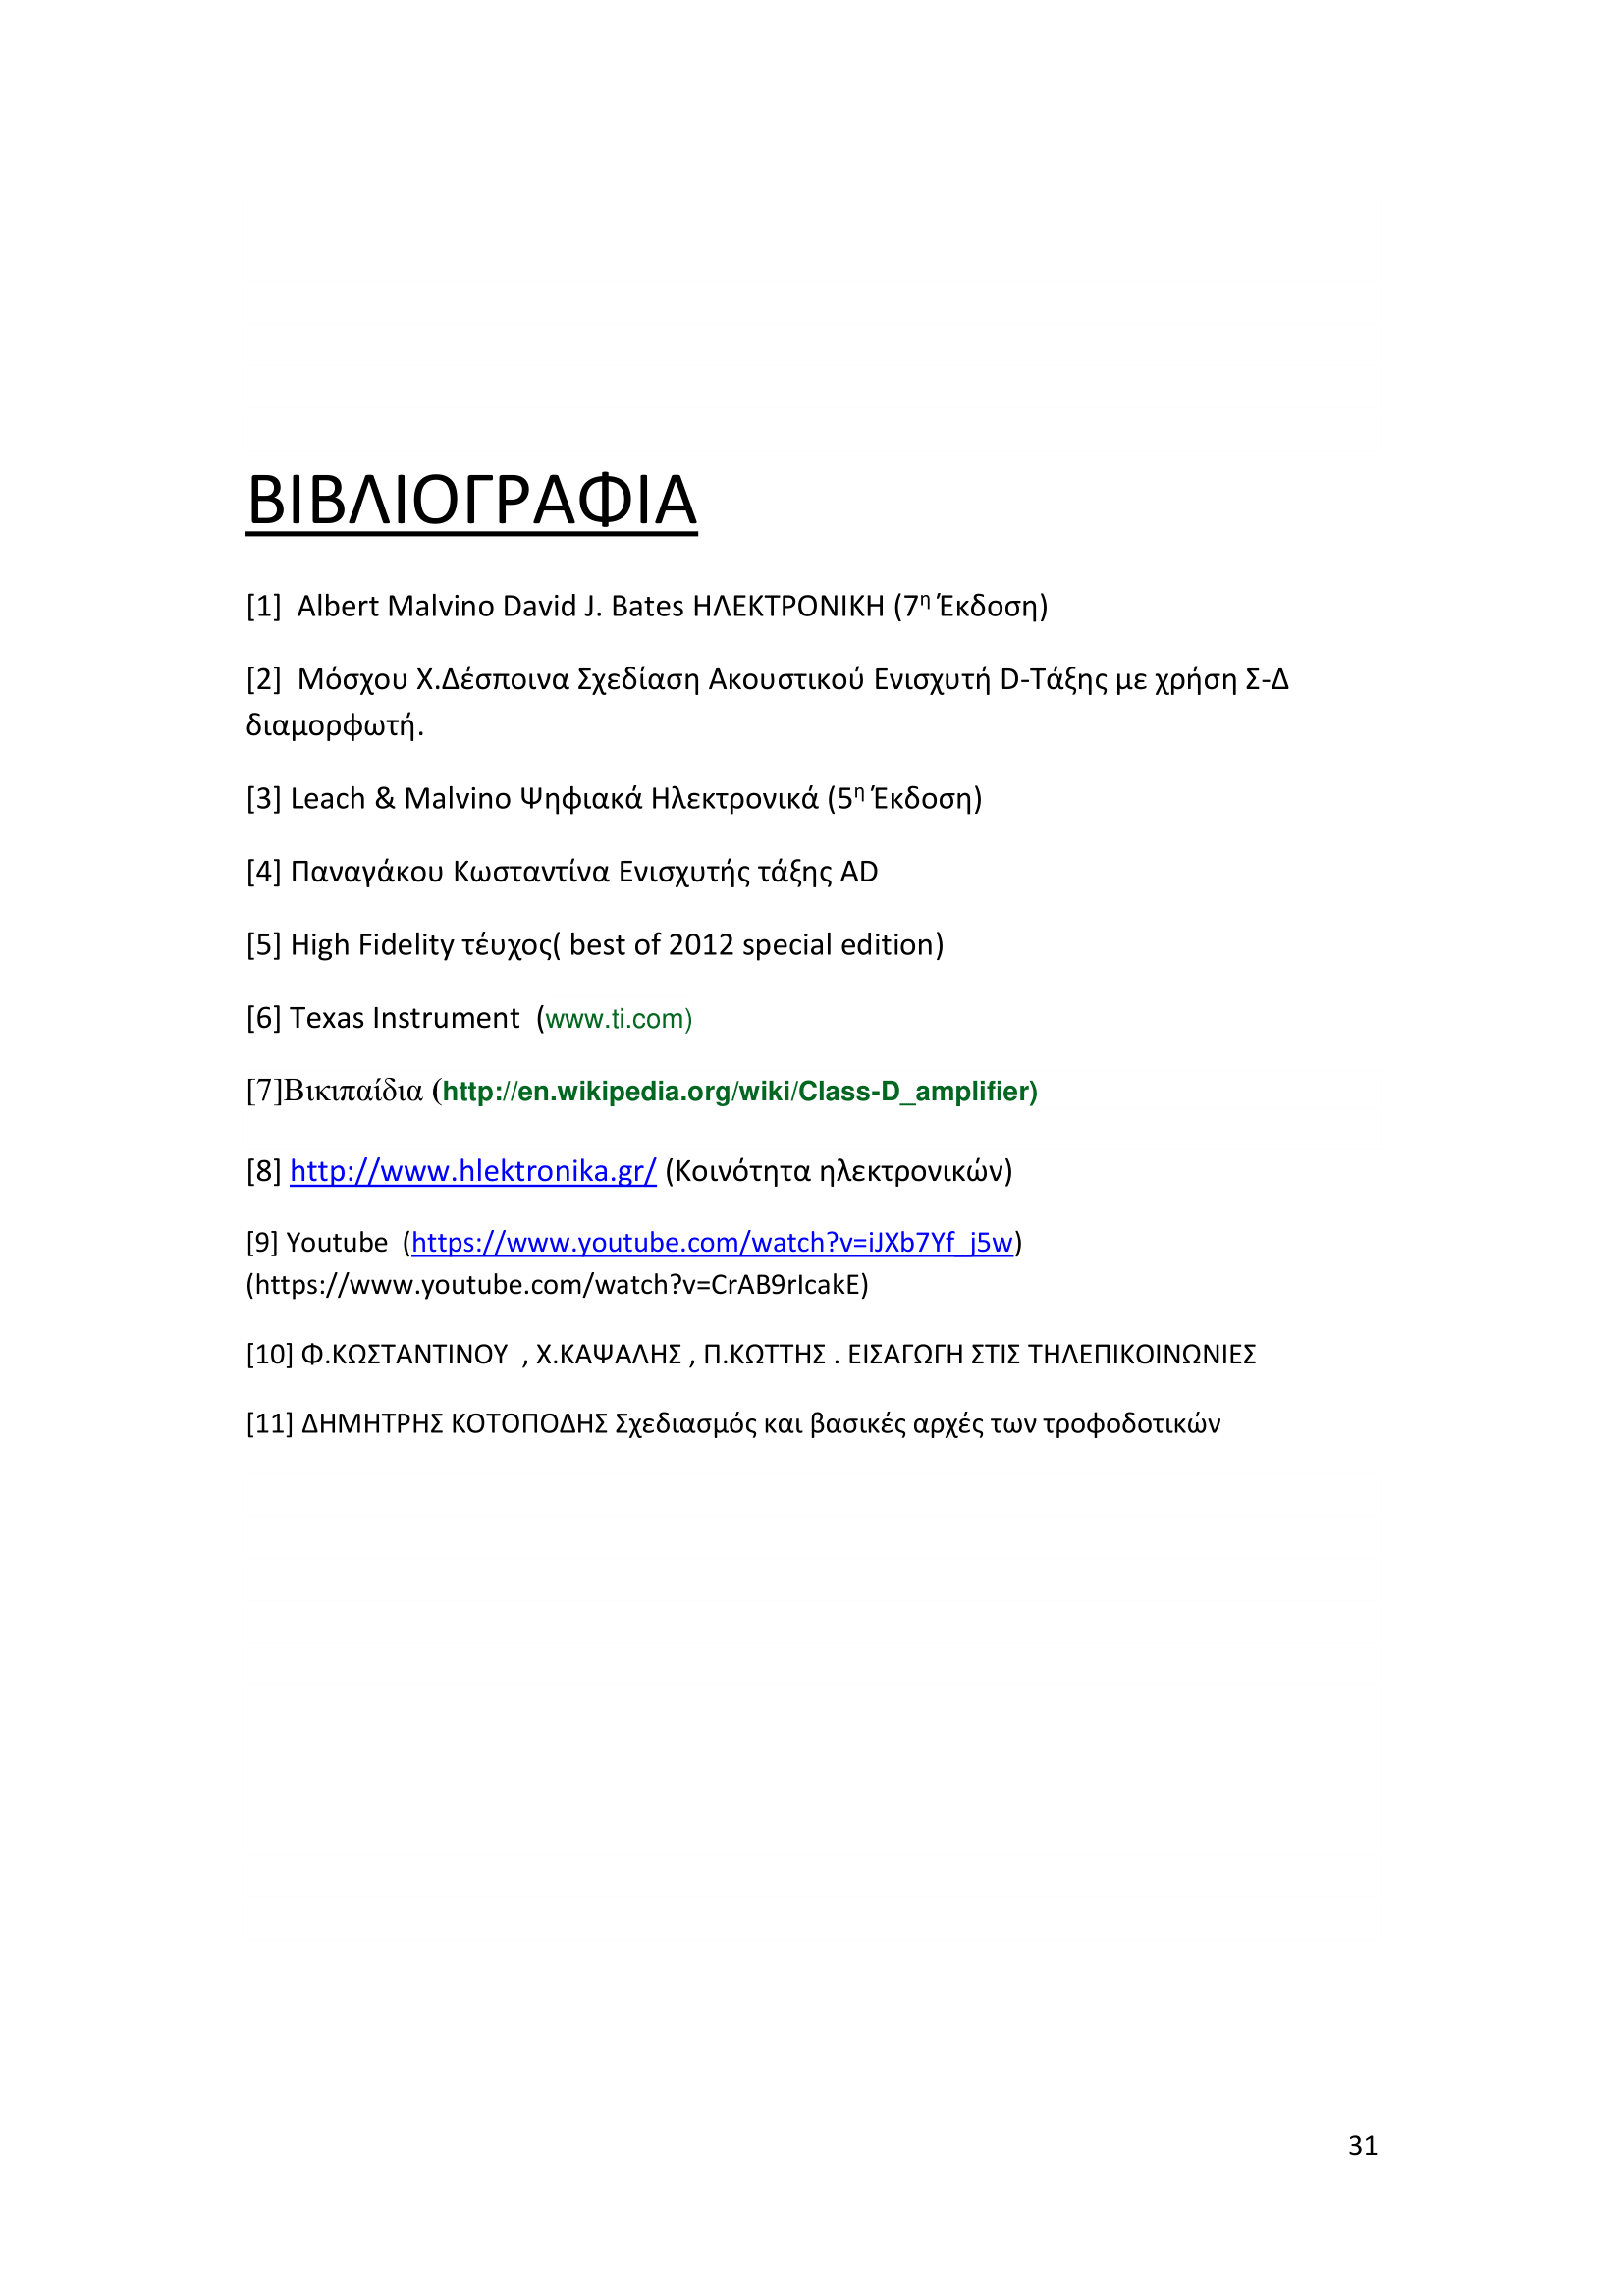 ΒΙΒΛΙΟΓΡΑΦΙΑ
[1] Albert Malvino David J. Bates ΗΛΕΚΤΡΟΝΙΚΗ (7η Έκδοση)
[2] Μόσχου Χ.Δέσποινα Σχεδίαση Ακουστικού Ενισχυτή D-Τάξης με χρήση Σ-Δ
διαμορφωτή.
[3] Leach & Malvino Ψηφιακά Ηλεκτρονικά (5η Έκδοση)
[4] Παναγάκου Κωσταντίνα Ενισχυτής τάξης AD
[5] High Fidelity τέυχος( best of 2012 special edition)
[6] Texas Instrument (www.ti.com)
[7]Βικιπαίδια (http://en.wikipedia.org/wiki/Class-D_amplifier)
[8] http://www.hlektronika.gr/ (Κοινότητα ηλεκτρονικών)
[9] Youtube (https://www.youtube.com/watch?v=iJXb7Yf_j5w)
(https://www.youtube.com/watch?v=CrAB9rIcakE)
[10] Φ.ΚΩΣΤΑΝΤΙΝΟΥ , Χ.ΚΑΨΑΛΗΣ , Π.ΚΩΤΤΗΣ . ΕΙΣΑΓΩΓΗ ΣΤΙΣ ΤΗΛΕΠΙΚΟΙΝΩΝΙΕΣ
[11] ΔΗΜΗΤΡΗΣ ΚΟΤΟΠΟΔΗΣ Σχεδιασμός και βασικές αρχές των τροφοδοτικών
31